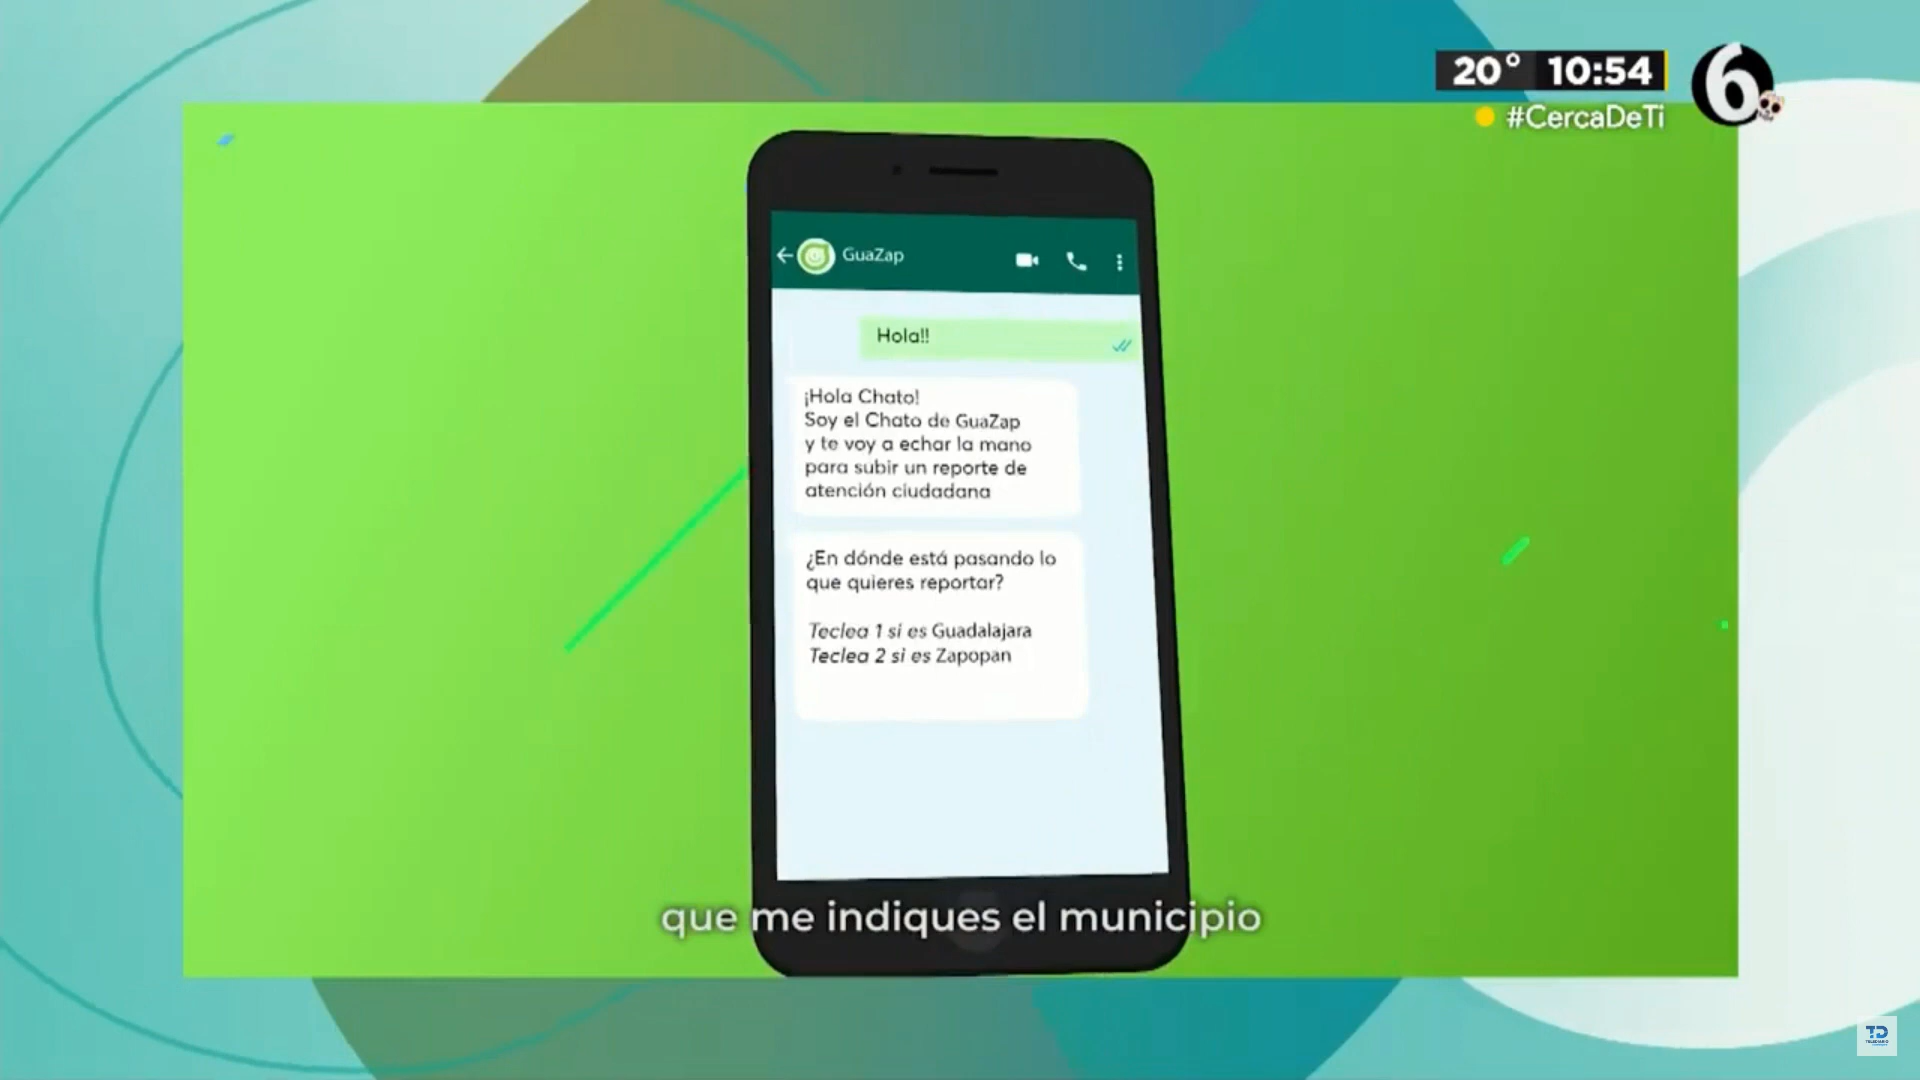 20° 10:54
6
#CercaDeTi
GuaZap
Hola!!
¡Hola Chato!
Soy el Chato de GuaZap
y te voy a echar la mano
para subir un reporte de
atención ciudadana
¿En dónde está pasando lo
que quieres reportar?
Teclea 1 si es Guadalajara
Teclea 2 si es Zapopan
que me indiques el municipio
TD
TELEDIARIO